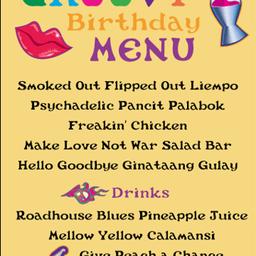 GROOVY
Birthday
MENU
Smoked Out Flipped Out Liempo
Psychadelic Pancit Palabok
Freakin' Chicken
Make Love Not War Salad Bar
Hello Goodbye Ginataang Gulay
Drinks
Roadhouse Blues Pineapple Juice
Mellow Yellow Calamansi
Give Peach a Chance